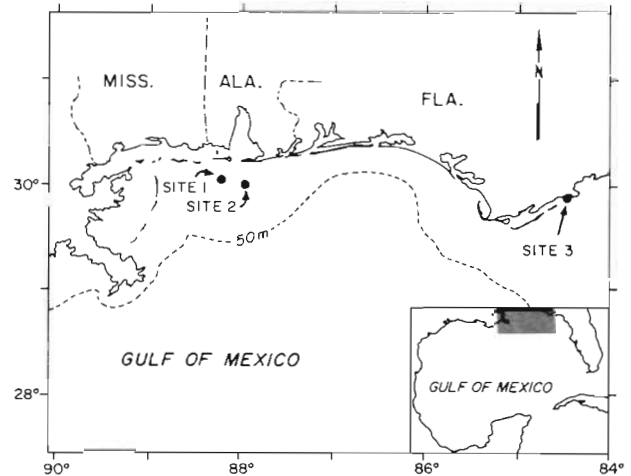 MISS.
ALA.
FLA.
N
30°
SITE 1
SITE 2
50m
SITE 3
GULF OF MEXICO
GULF OF MEXICO
28°
90°
88°
86°
84°